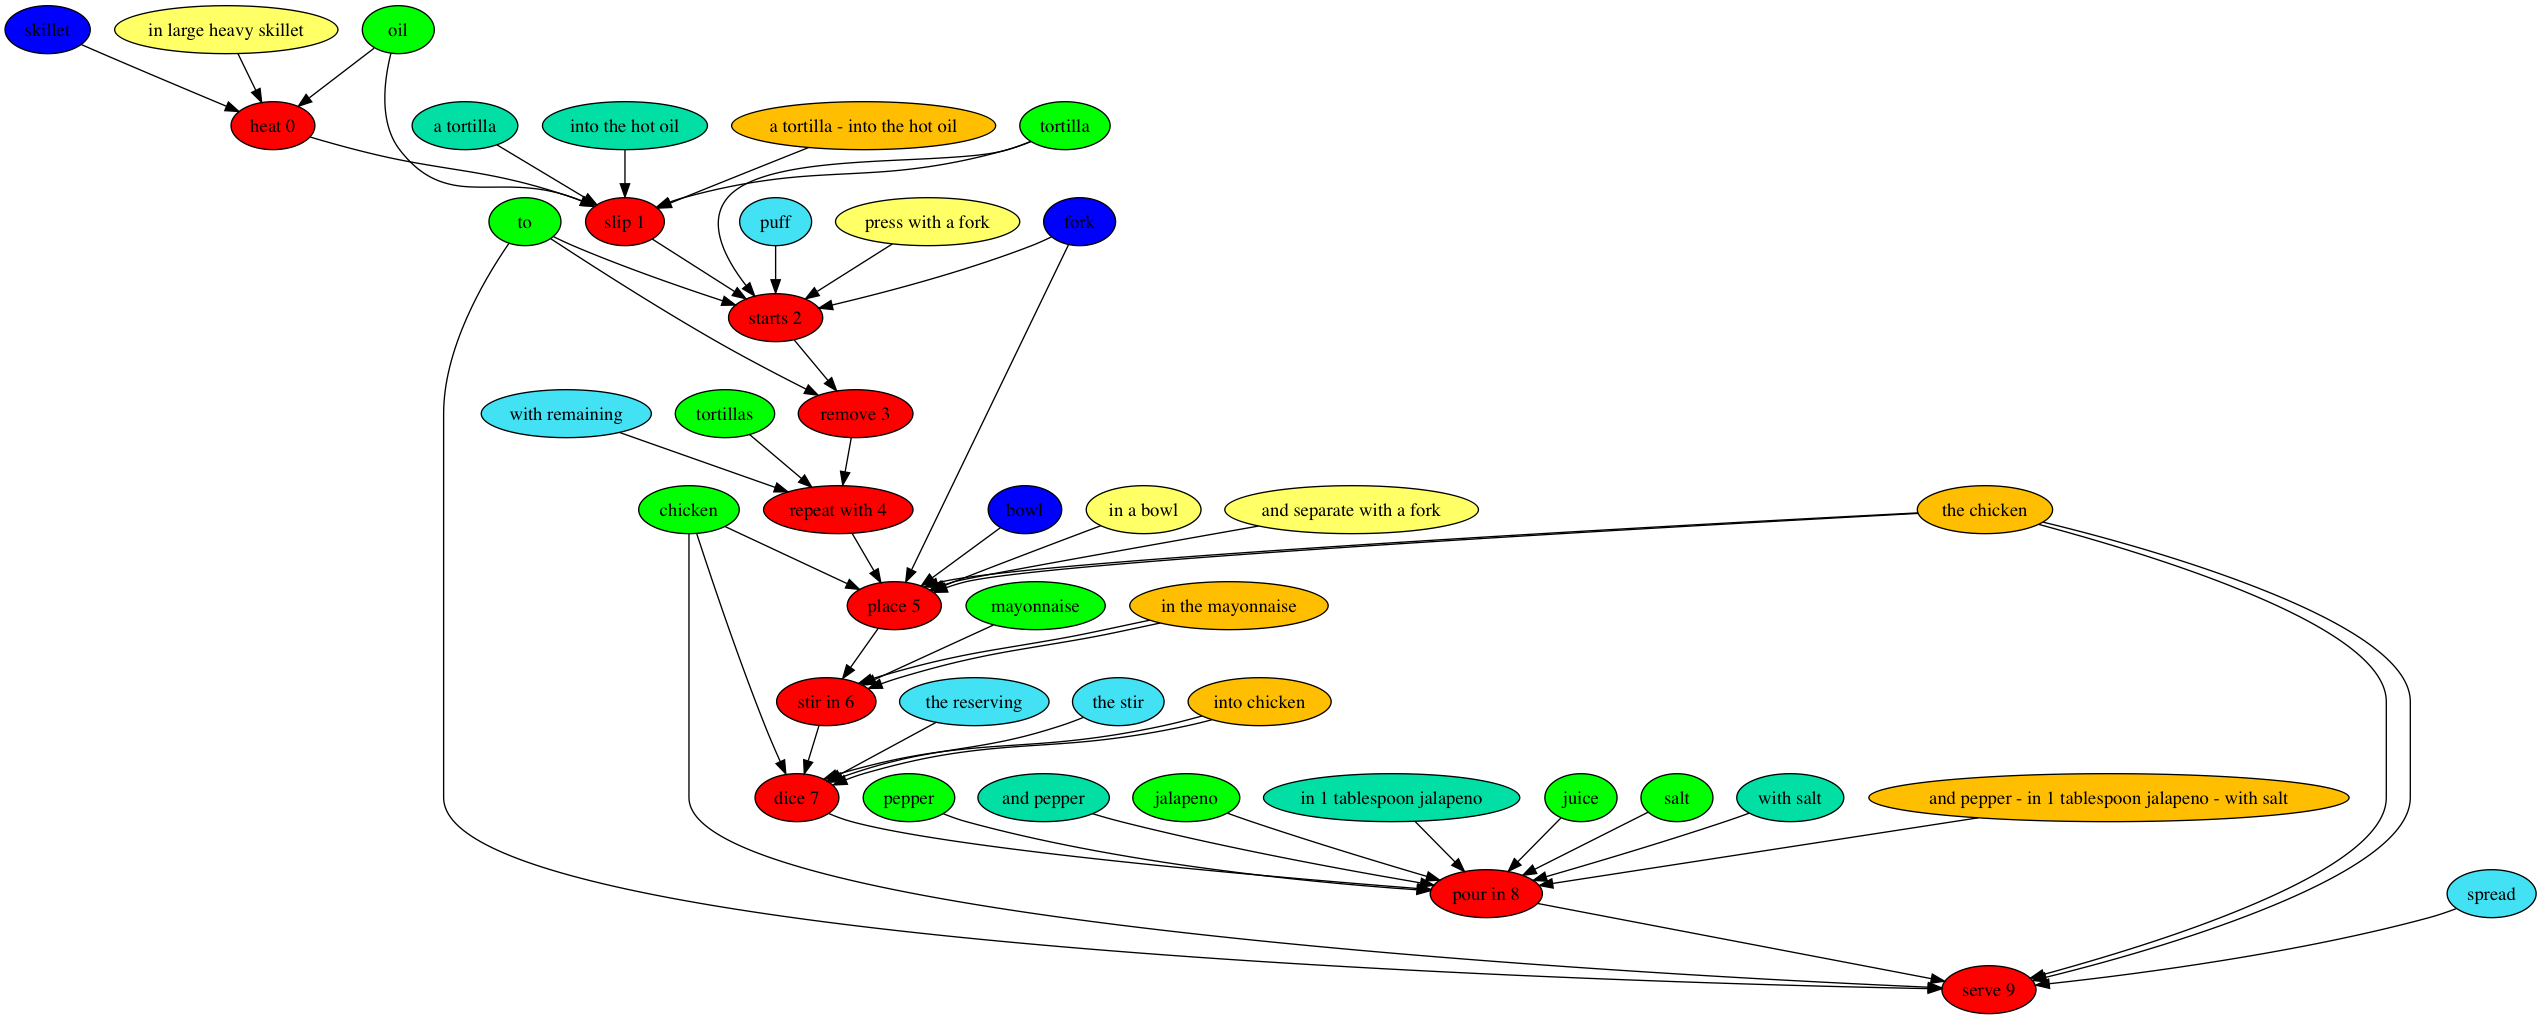 skillet
in large heavy skillet
oil
heat 0
a tortilla
into the hot oil
a tortilla - into the hot oil
tortilla
to
slip 1
puff
press with a fork
fork
starts 2
with remaining
tortillas
remove 3
chicken
repeat with 4
bowl
in a bowl
and separate with a fork
the chicken
place 5
mayonnaise
in the mayonnaise
stir in 6
the reserving
the stir
into chicken
dice 7
pepper
and pepper
jalapeno
in 1 tablespoon jalapeno
juice
salt
with salt
and pepper - in 1 tablespoon jalapeno - with salt
pour in 8
spread
serve 9